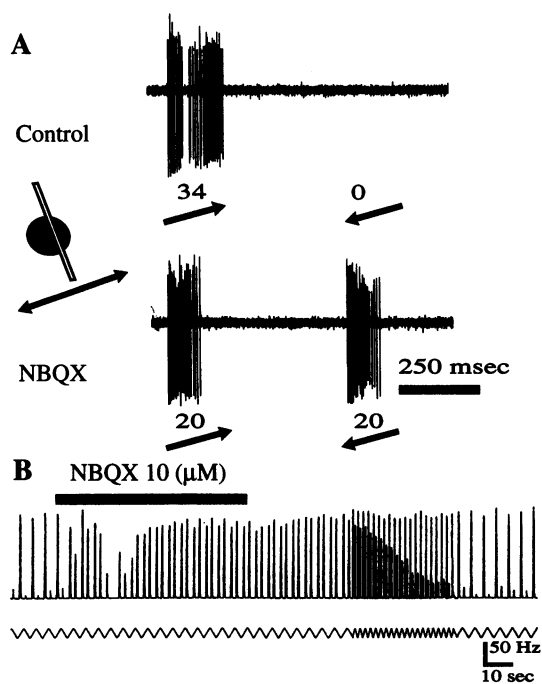 A
Control
34 0
NBQX
250 msec
20 20
B
NBQX 10 (μM)
50 Hz
10 sec